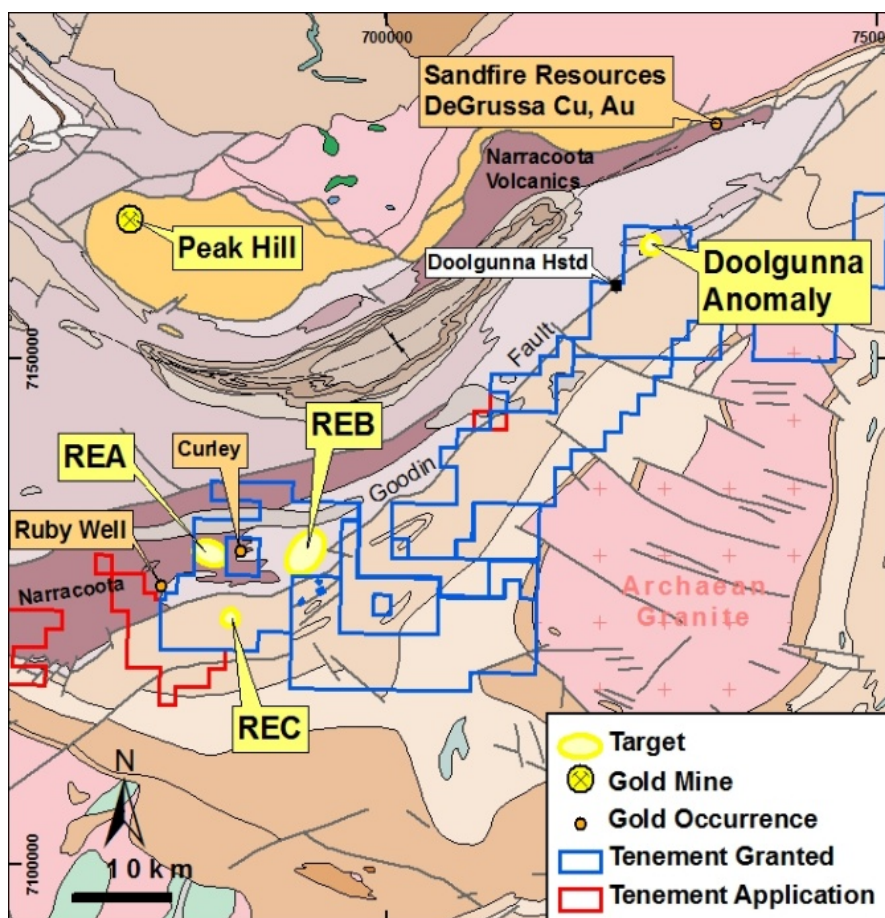 700000
7500
Sandfire Resources
DeGrussa Cu, Au
Narracoota
Volcanics
Peak Hill
Doolgunna Hstd
Doolgunna
Anomaly
7150000
Fault
REB
REA
Curley
Goodin
Ruby Well
Narracoota
Archaean
Granite
REC
N
10 km
7100000
Target
Gold Mine
Gold Occurrence
Tenement Granted
Tenement Application